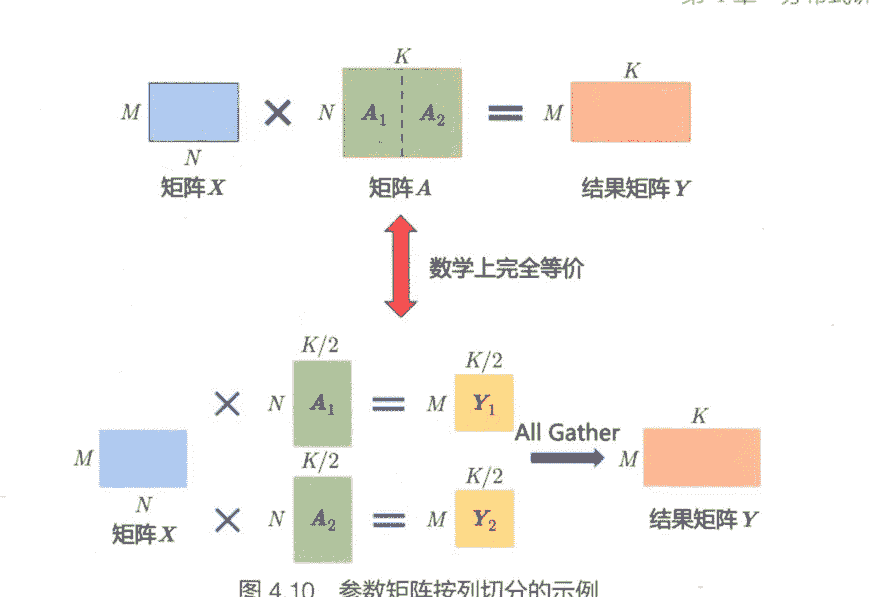 K
K
M
×
N
A₁
A₂
=
M
N
矩阵X
矩阵A
结果矩阵Y
数学上完全等价
K/2
K/2
×
N
A₁
=
M
Y₁
All Gather
K
M
M
K/2
K/2
N
×
N
A₂
=
M
Y₂
矩阵X
结果矩阵Y
图 4.10 参数矩阵按列切分的示例